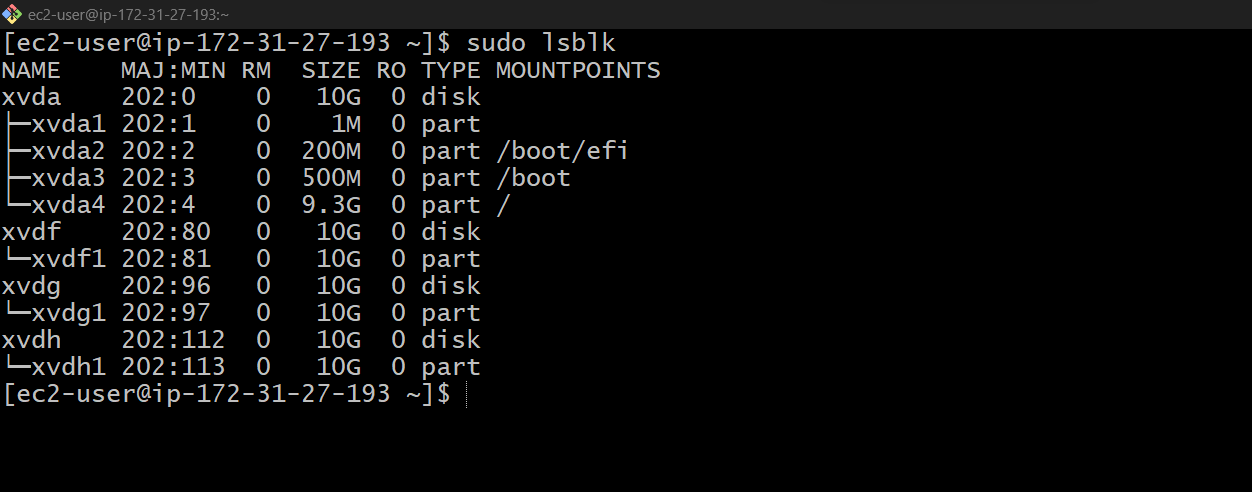 ec2-user@ip-172-31-27-193:~
[ec2-user@ip-172-31-27-193 ~]$ sudo lsblk
NAME    MAJ:MIN RM  SIZE RO TYPE MOUNTPOINTS
xvda    202:0    0   10G  0 disk
├─xvda1 202:1    0    1M  0 part
├─xvda2 202:2    0  200M  0 part /boot/efi
├─xvda3 202:3    0  500M  0 part /boot
└─xvda4 202:4    0  9.3G  0 part /
xvdf    202:80   0   10G  0 disk
└─xvdf1 202:81   0   10G  0 part
xvdg    202:96   0   10G  0 disk
└─xvdg1 202:97   0   10G  0 part
xvdh    202:112  0   10G  0 disk
└─xvdh1 202:113  0   10G  0 part
[ec2-user@ip-172-31-27-193 ~]$